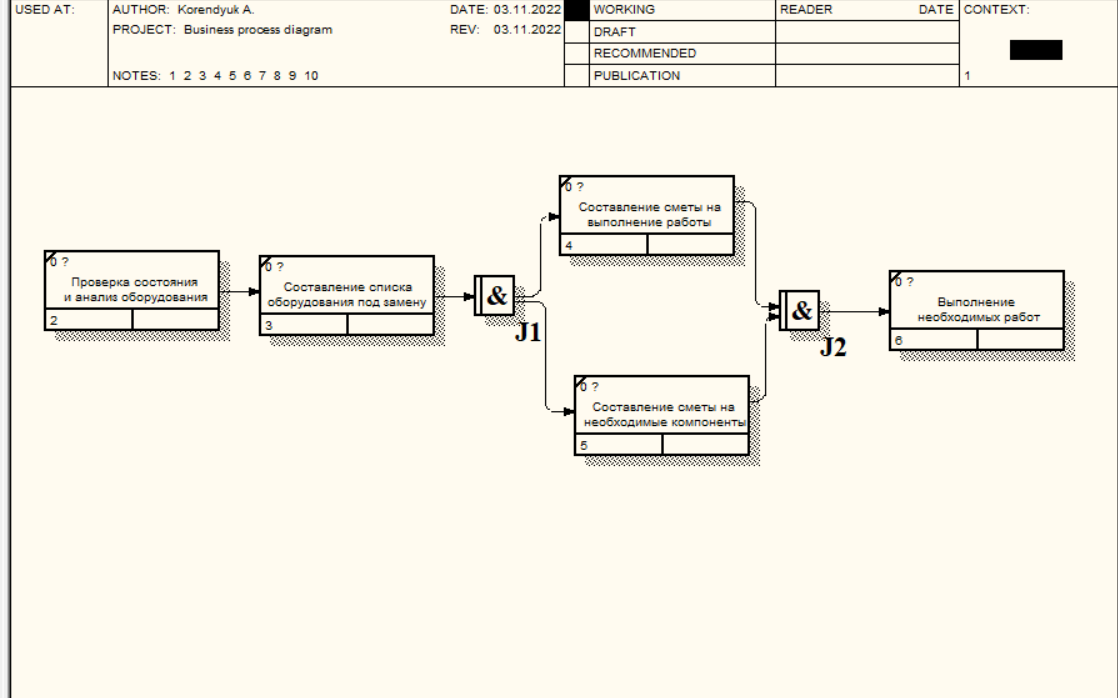 USED AT:
AUTHOR: Korendyuk A.
DATE: 03.11.2022
WORKING
READER
DATE
CONTEXT:
PROJECT: Business process diagram
REV: 03.11.2022
DRAFT
RECOMMENDED
NOTES: 1 2 3 4 5 6 7 8 9 10
PUBLICATION
1
0 ?
Проверка состояния
и анализ оборудования
2
0 ?
Составление списка
оборудования под замену
3
&
J1
0 ?
Составление сметы на
выполнение работы
4
0 ?
Составление сметы на
необходимые компоненты
5
&
J2
0 ?
Выполнение
необходимых работ
6